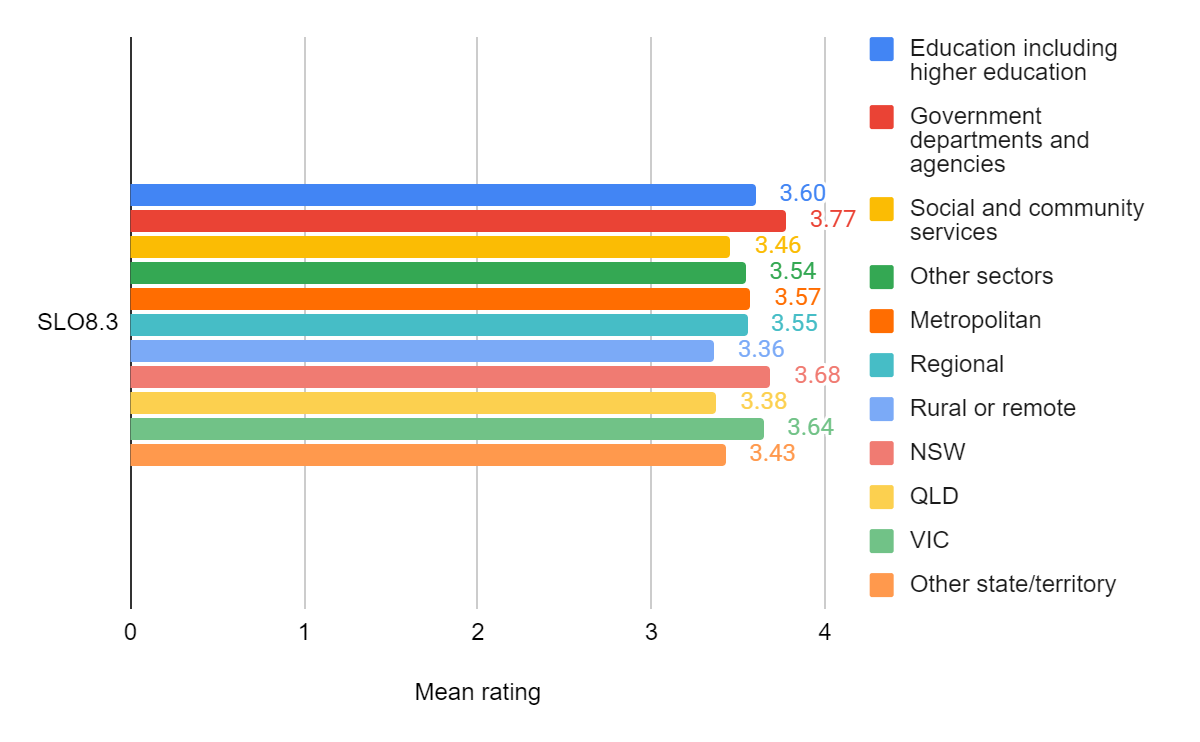 SLO8.3
3.60
3.77
3.46
3.54
3.57
3.55
3.36
3.68
3.38
3.64
3.43
0 1 2 3 4
Mean rating
Education including
higher education
Government
departments and
agencies
Social and community
services
Other sectors
Metropolitan
Regional
Rural or remote
NSW
QLD
VIC
Other state/territory